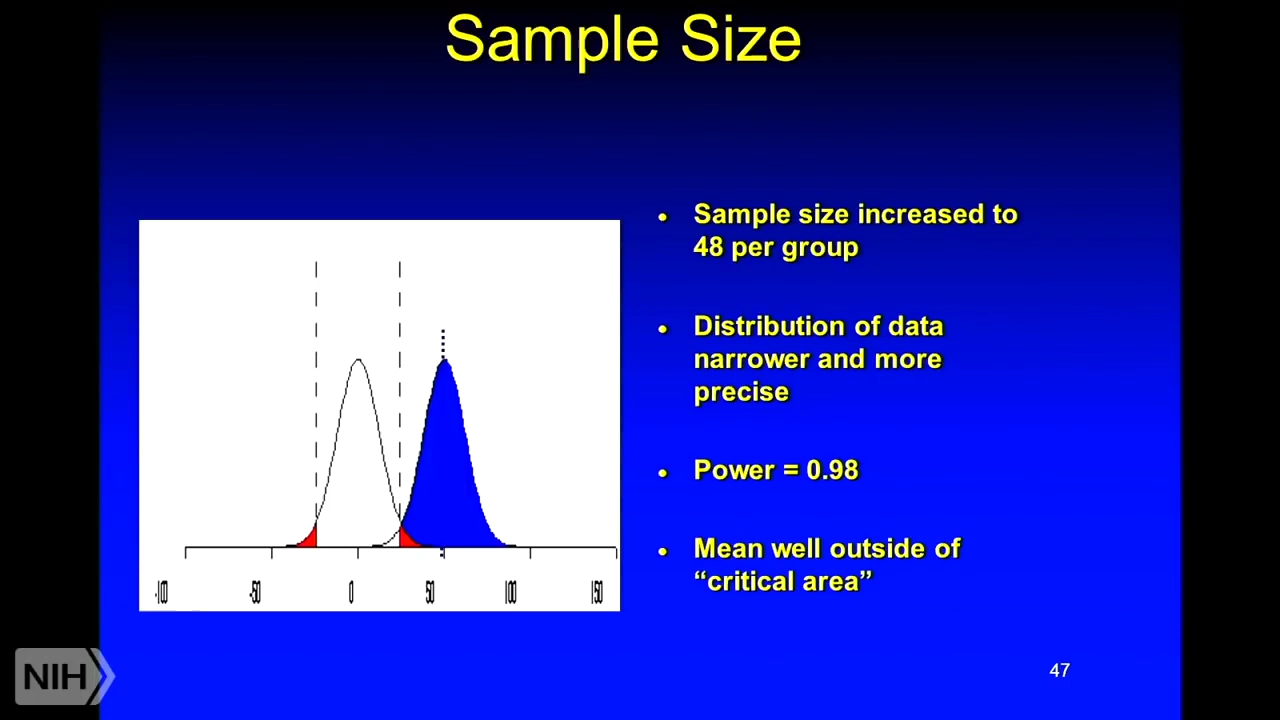 Sample Size
Sample size increased to
48 per group
Distribution of data
narrower and more
precise
Power = 0.98
Mean well outside of
“critical area”
-100 -50 0 50 100 150
47
NIH